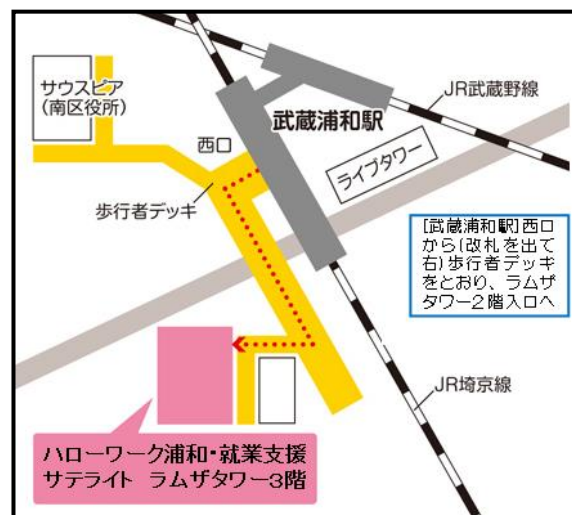 サウスピア
(南区役所)
JR武蔵野線
武蔵浦和駅
西口
ライブタワー
歩行者デッキ
[武蔵浦和駅]西口
から(改札を出て
右)歩行者デッキ
をとおり、ラムザ
タワー2階入口へ
JR埼京線
ハローワーク浦和・就業支援
サテライト ラムザタワー3階